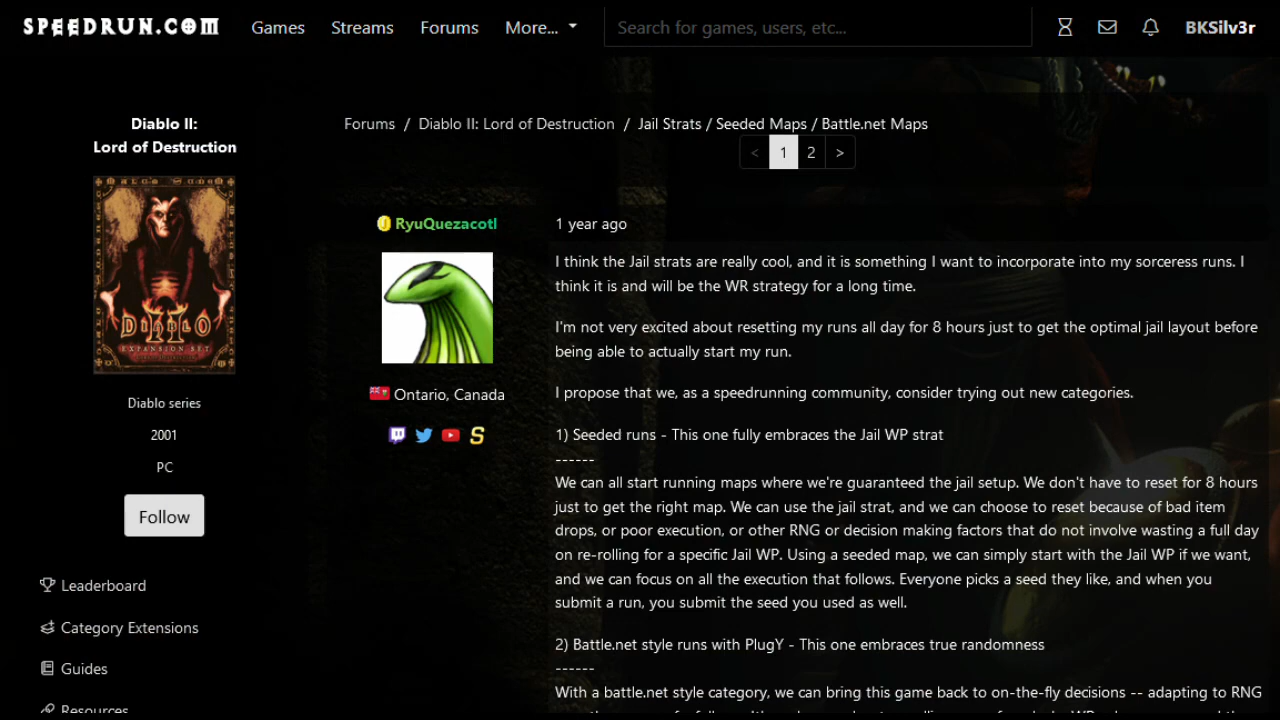 SPEEDRUN.COM Games Streams Forums More... Search for games, users, etc... BKSilv3r
Diablo II:
Lord of Destruction
DIABLO II
EXPANSION SET
Diablo series
2001
PC
Follow
Leaderboard
Category Extensions
Guides
Resources
Forums / Diablo II: Lord of Destruction / Jail Strats / Seeded Maps / Battle.net Maps
< 1 2 >
RyuQuezacotl
Ontario, Canada
1 year ago
I think the Jail strats are really cool, and it is something I want to incorporate into my sorceress runs. I
think it is and will be the WR strategy for a long time.
I'm not very excited about resetting my runs all day for 8 hours just to get the optimal jail layout before
being able to actually start my run.
I propose that we, as a speedrunning community, consider trying out new categories.
1) Seeded runs - This one fully embraces the Jail WP strat
------
We can all start running maps where we're guaranteed the jail setup. We don't have to reset for 8 hours
just to get the right map. We can use the jail strat, and we can choose to reset because of bad item
drops, or poor execution, or other RNG or decision making factors that do not involve wasting a full day
on re-rolling for a specific Jail WP. Using a seeded map, we can simply start with the Jail WP if we want,
and we can focus on all the execution that follows. Everyone picks a seed they like, and when you
submit a run, you submit the seed you used as well.
2) Battle.net style runs with PlugY - This one embraces true randomness
------
With a battle.net style category, we can bring this game back to on-the-fly decisions -- adapting to RNG